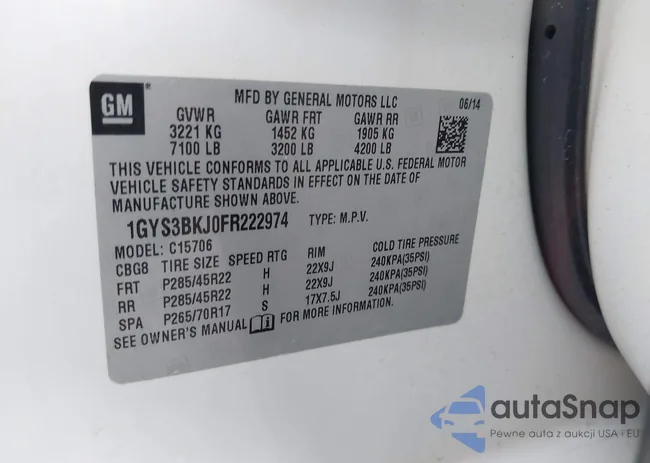 GM
MFD BY GENERAL MOTORS LLC 06/14
GVWR GAWR FRT GAWR RR
3221 KG 1452 KG 1905 KG
7100 LB 3200 LB 4200 LB
THIS VEHICLE CONFORMS TO ALL APPLICABLE U.S. FEDERAL MOTOR
VEHICLE SAFETY STANDARDS IN EFFECT ON THE DATE OF
MANUFACTURE SHOWN ABOVE.
1GYS3BKJ0FR222974 TYPE: M.P.V.
MODEL: C15706
CBG8 TIRE SIZE SPEED RTG RIM COLD TIRE PRESSURE
FRT P285/45R22 H 22X9J 240KPA(35PSI)
RR P285/45R22 H 22X9J 240KPA(35PSI)
SPA P265/70R17 S 17X7.5J 240KPA(35PSI)
SEE OWNER'S MANUAL FOR MORE INFORMATION.
autaSnap
Pewne auta z aukcji USA i EU